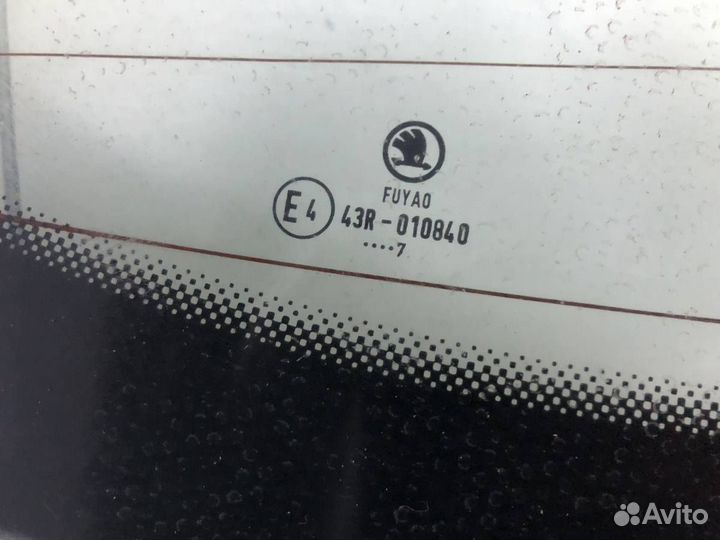 FUYAO
E4 43R-010840
....7
Avito